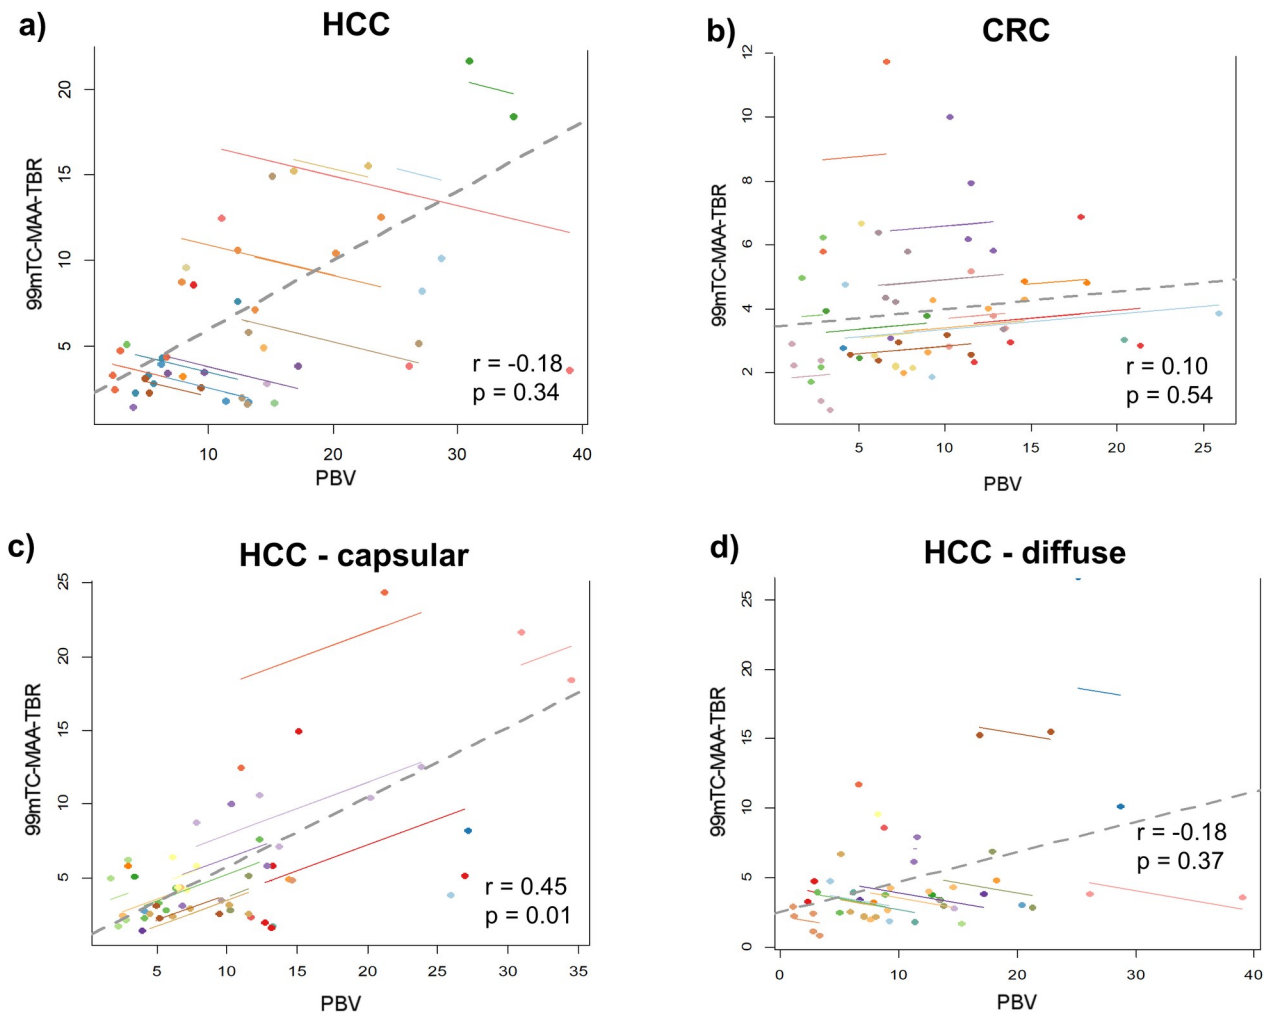 a)
HCC
99mTC-MAA-TBR
20
15
10
5
r = -0.18
p = 0.34
10
20
30
40
PBV
b)
CRC
99mTC-MAA-TBR
12
10
8
6
4
2
r = 0.10
p = 0.54
5
10
15
20
25
PBV
c)
HCC - capsular
99mTC-MAA-TBR
25
20
15
10
5
r = 0.45
p = 0.01
5
10
15
20
25
30
35
PBV
d)
HCC - diffuse
99mTC-MAA-TBR
25
20
15
10
5
0
r = -0.18
p = 0.37
0
10
20
30
40
PBV